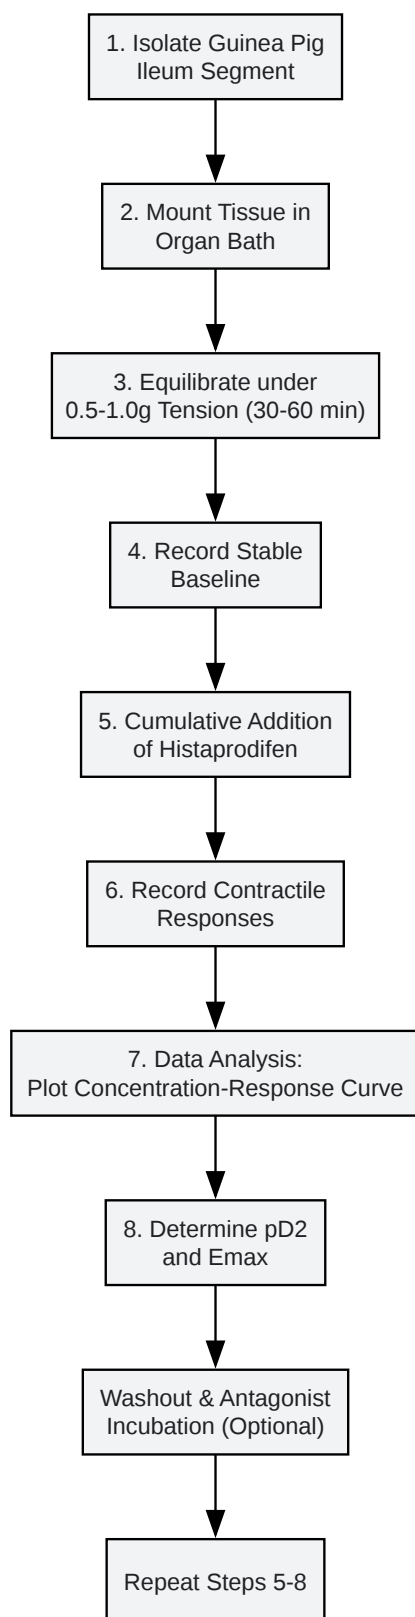 1. Isolate Guinea Pig
Ileum Segment
2. Mount Tissue in
Organ Bath
3. Equilibrate under
0.5-1.0g Tension (30-60 min)
4. Record Stable
Baseline
5. Cumulative Addition
of Histaprodifen
6. Record Contractile
Responses
7. Data Analysis:
Plot Concentration-Response Curve
8. Determine pD2
and Emax
Washout & Antagonist
Incubation (Optional)
Repeat Steps 5-8